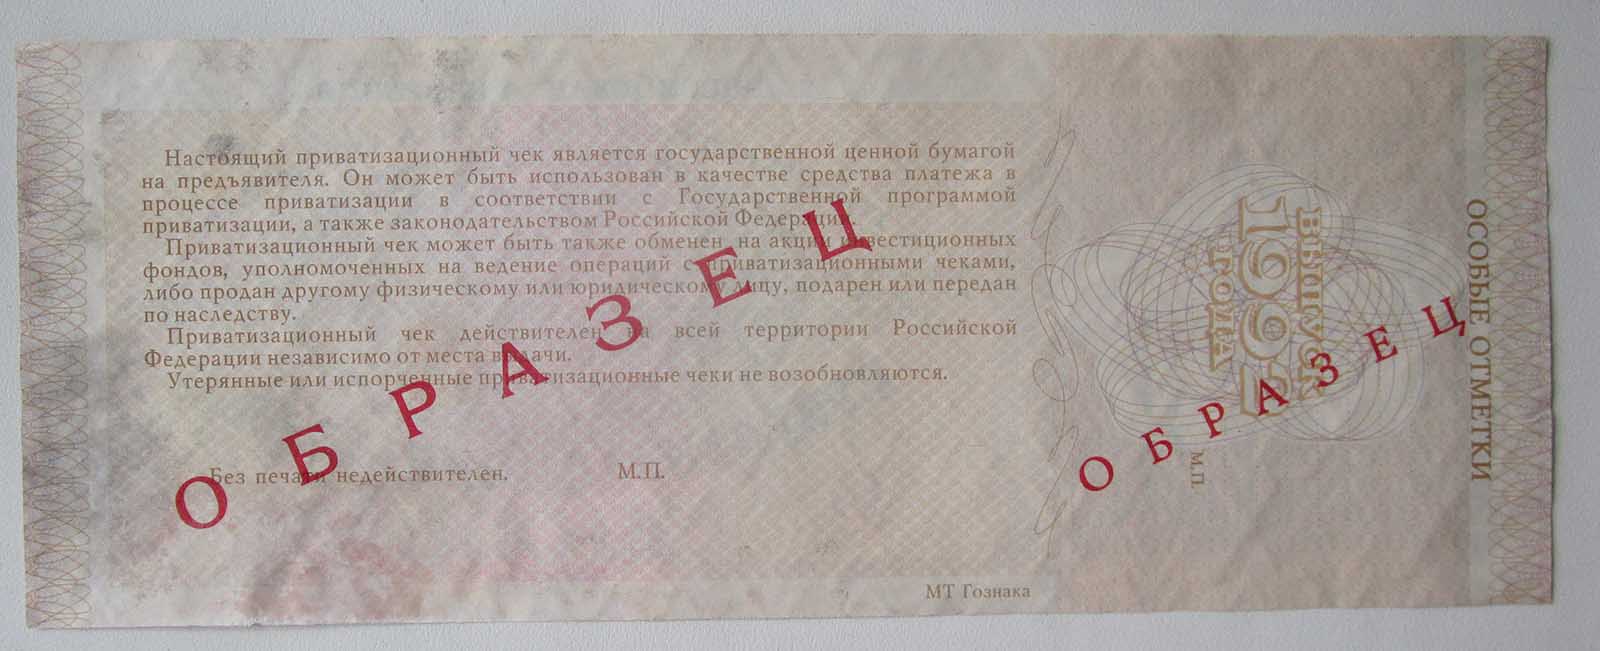 Настоящий приватизационный чек является государственной ценной бумагой
на предъявителя. Он может быть использован в качестве средства платежа в
процессе приватизации в соответствии с Государственной программой
приватизации, а также законодательством Российской Федерации.
Приватизационный чек может быть также обменен на акции инвестиционных
фондов, уполномоченных на ведение операций с приватизационными чеками,
либо продан другому физическому или юридическому лицу, подарен или передан
по наследству.
Приватизационный чек действителен на всей территории Российской
Федерации независимо от места выдачи.
Утерянные или испорченные приватизационные чеки не возобновляются.
Без печати недействителен. М.П.
ОБРАЗЕЦ
МТ Гознака
ОСОБЫЕ ОТМЕТКИ
ВЫПУСК
1992
ГОДА
М.П.
ОБРАЗЕЦ